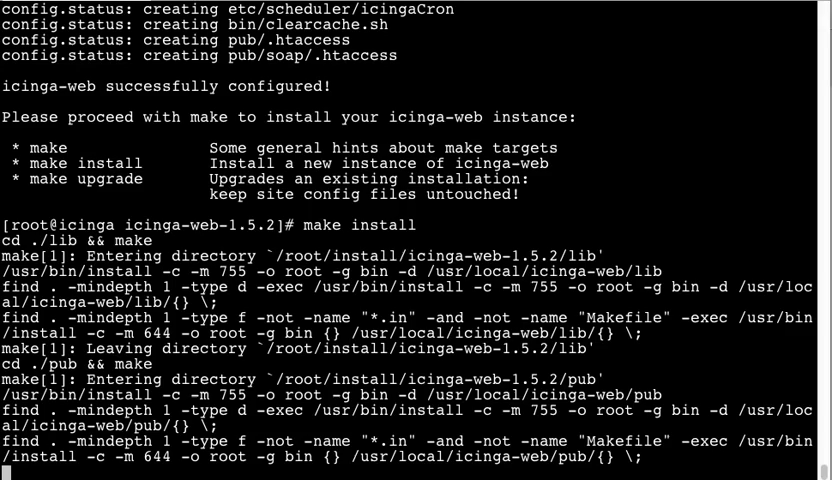 config.status: creating etc/scheduler/icingaCron
config.status: creating bin/clearcache.sh
config.status: creating pub/.htaccess
config.status: creating pub/soap/.htaccess
icinga-web successfully configured!
Please proceed with make to install your icinga-web instance:
* make                Some general hints about make targets
* make install        Install a new instance of icinga-web
* make upgrade        Upgrades an existing installation:
keep site config files untouched!
[root@icinga icinga-web-1.5.2]# make install
cd ./lib && make
make[1]: Entering directory `/root/install/icinga-web-1.5.2/lib'
/usr/bin/install -c -m 755 -o root -g bin -d /usr/local/icinga-web/lib
find . -mindepth 1 -type d -exec /usr/bin/install -c -m 755 -o root -g bin -d /usr/loc
al/icinga-web/lib/{} \;
find . -mindepth 1 -type f -not -name "*.in" -and -not -name "Makefile" -exec /usr/bin
/install -c -m 644 -o root -g bin {} /usr/local/icinga-web/lib/{} \;
make[1]: Leaving directory `/root/install/icinga-web-1.5.2/lib'
cd ./pub && make
make[1]: Entering directory `/root/install/icinga-web-1.5.2/pub'
/usr/bin/install -c -m 755 -o root -g bin -d /usr/local/icinga-web/pub
find . -mindepth 1 -type d -exec /usr/bin/install -c -m 755 -o root -g bin -d /usr/loc
al/icinga-web/pub/{} \;
find . -mindepth 1 -type f -not -name "*.in" -and -not -name "Makefile" -exec /usr/bin
/install -c -m 644 -o root -g bin {} /usr/local/icinga-web/pub/{} \;